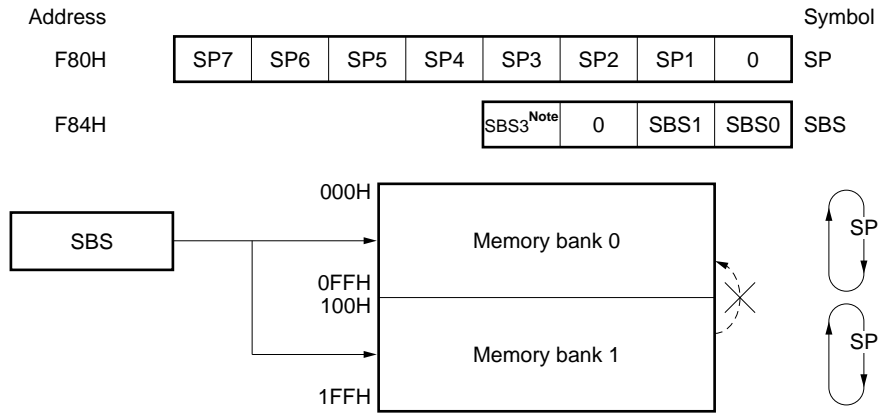 Address Symbol
F80H SP7 SP6 SP5 SP4 SP3 SP2 SP1 0 SP
F84H SBS3Note 0 SBS1 SBS0 SBS
000H
SBS Memory bank 0 SP
0FFH
100H
Memory bank 1 SP
1FFH